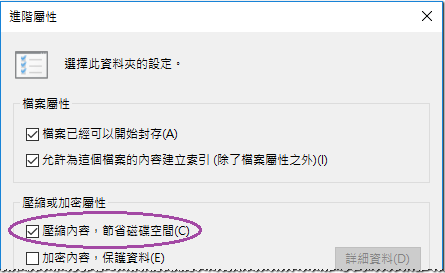 進階屬性
選擇此資料夾的設定。
檔案屬性
檔案已經可以開始封存(A)
允許為這個檔案的內容建立索引 (除了檔案屬性之外)(I)
壓縮或加密屬性
壓縮內容，節省磁碟空間(C)
加密內容，保護資料(E)
詳細資料(D)